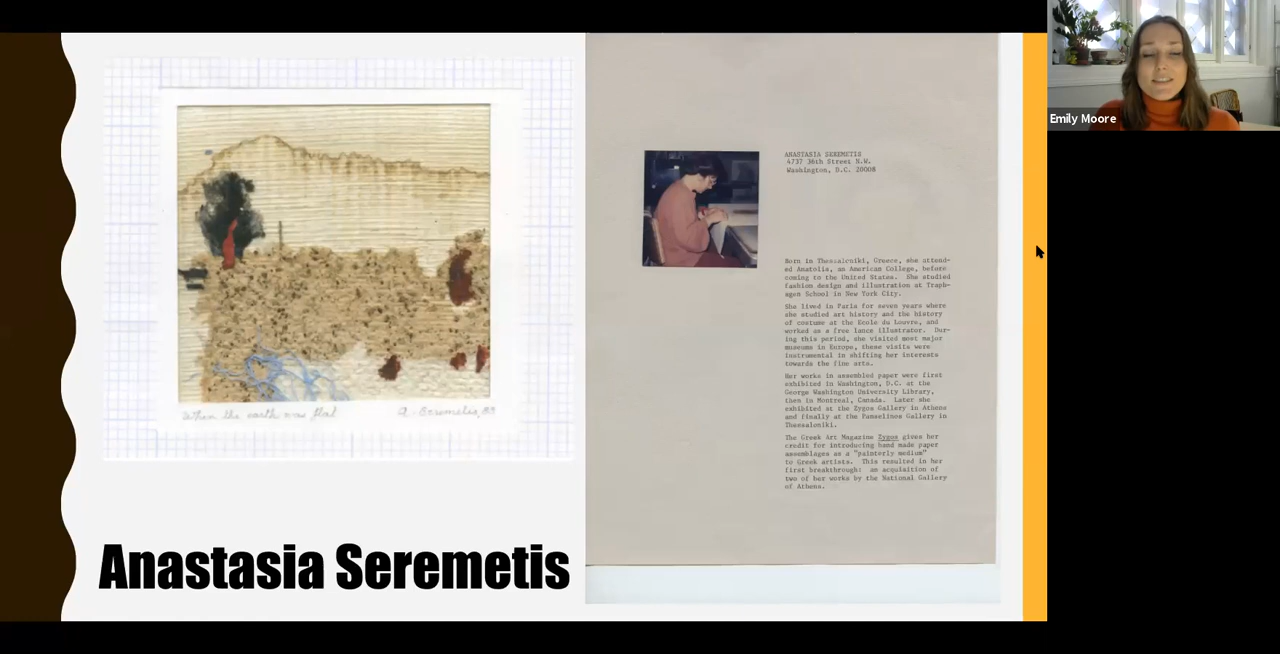 Emily Moore
When the earth was flat
A. Seremetis, 83
Anastasia Seremetis
ANASTASIA SEREMETIS
4737 36th Street N.W.
Washington, D.C. 20008
Born in Thessaloniki, Greece, she attend-
ed Anatolia, an American College, before
coming to the United States. She studied
fashion design and illustration at Traph-
agen School in New York City.
She lived in Paris for seven years where
she studied art history and the history
of costume at the Ecole du Louvre, and
worked as a free lance illustrator. Dur-
ing this period, she visited most major
museums in Europe, these visits were
instrumental in shifting her interests
towards the fine arts.
Her works in assembled paper were first
exhibited in Washington, D.C. at the
George Washington University Library,
then in Montreal, Canada. Later she
exhibited at the Zygos Gallery in Athens
and finally at the Panselinos Gallery in
Thessaloniki.
The Greek Art Magazine Zygos gives her
credit for introducing hand made paper
assemblages as a "painterly medium"
to Greek artists. This resulted in her
first breakthrough: an acquisition of
two of her works by the National Gallery
of Athens.